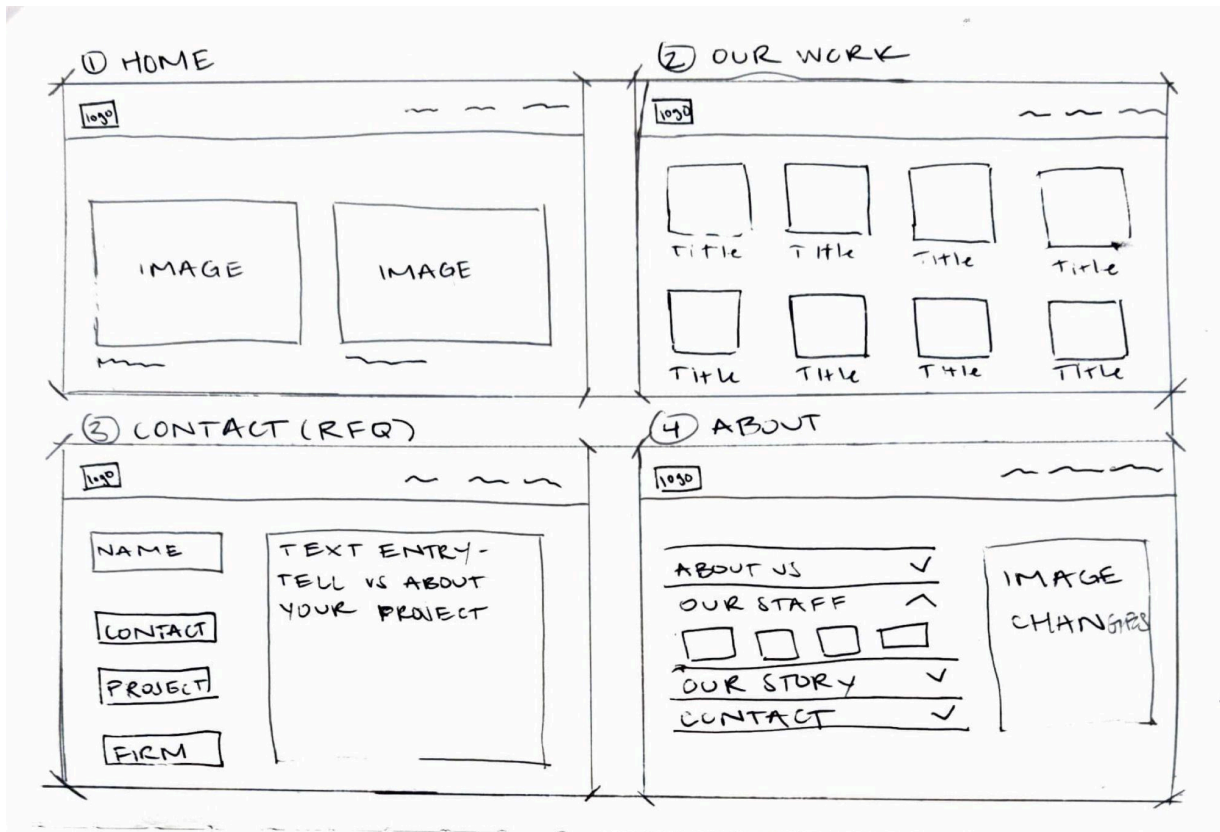 ① HOME
logo
IMAGE IMAGE
② OUR WORK
logo
Title Title Title Title
Title Title Title Title
③ CONTACT (RFQ)
logo
NAME
CONTACT
PROJECT
FIRM
TEXT ENTRY-
TELL US ABOUT
YOUR PROJECT
④ ABOUT
logo
ABOUT US
OUR STAFF
OUR STORY
CONTACT
IMAGE
CHANGES